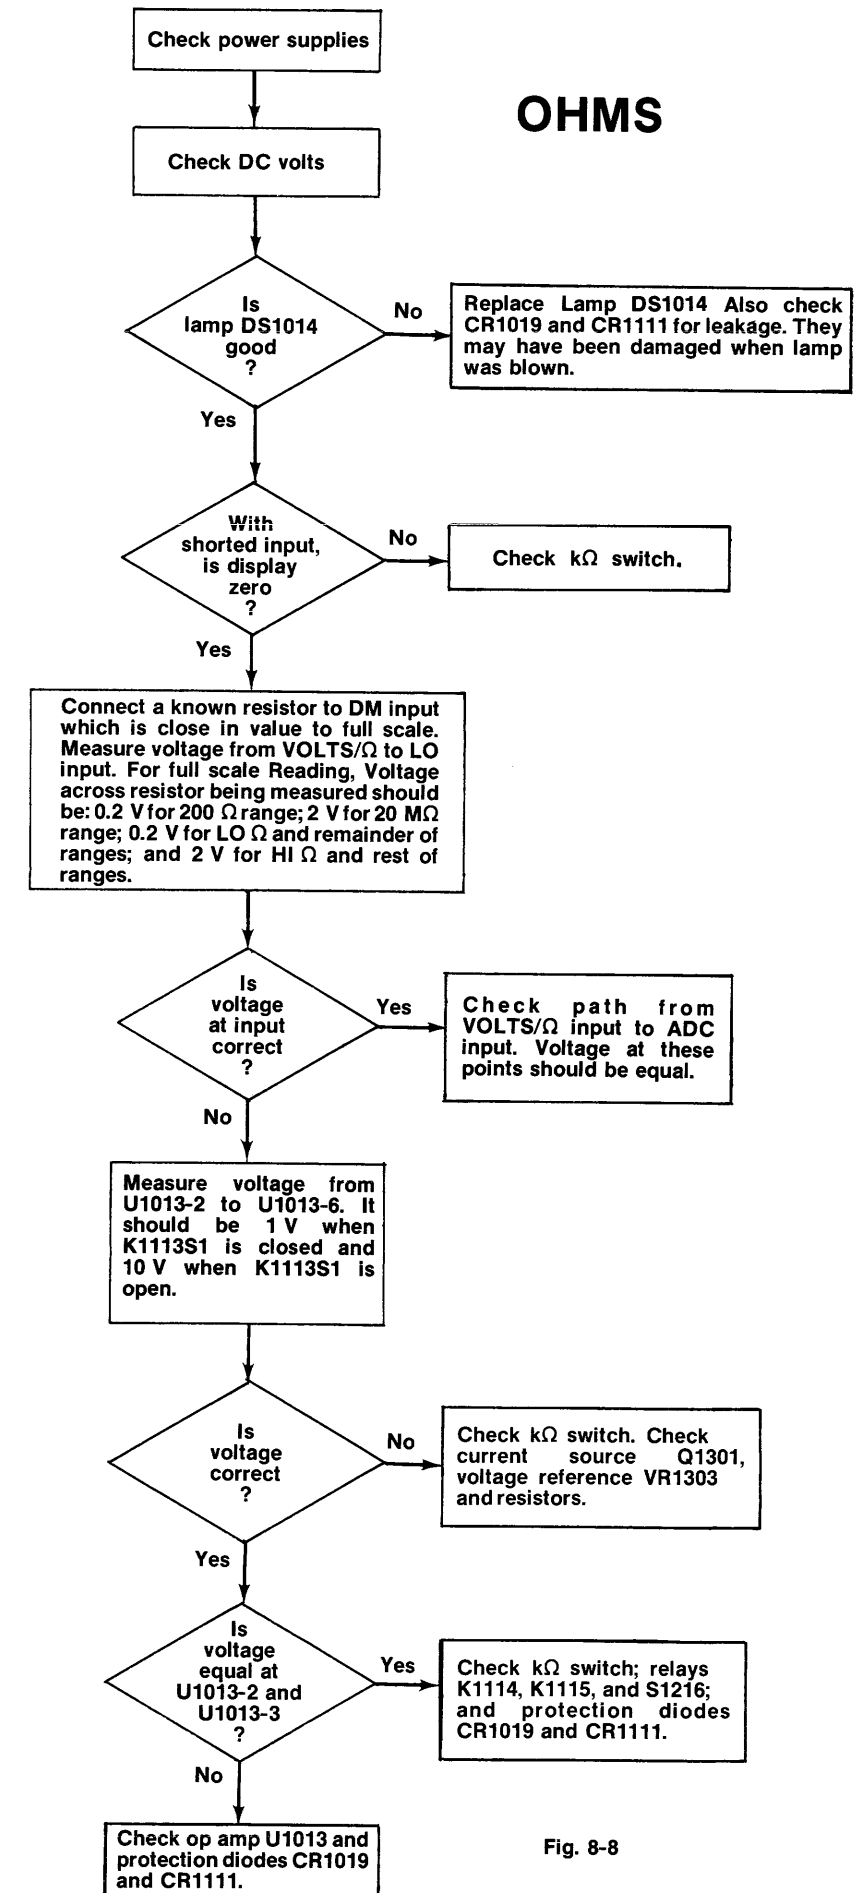 Check power supplies
OHMS
Check DC volts
Is
lamp DS1014
good
?
No
Replace Lamp DS1014 Also check
CR1019 and CR1111 for leakage. They
may have been damaged when lamp
was blown.
Yes
With
shorted input,
is display
zero
?
No
Check kΩ switch.
Yes
Connect a known resistor to DM input
which is close in value to full scale.
Measure voltage from VOLTS/Ω to LO
input. For full scale Reading, Voltage
across resistor being measured should
be: 0.2 V for 200 Ω range; 2 V for 20 MΩ
range; 0.2 V for LO Ω and remainder of
ranges; and 2 V for HI Ω and rest of
ranges.
Is
voltage
at input
correct
?
Yes
Check path from
VOLTS/Ω input to ADC
input. Voltage at these
points should be equal.
No
Measure voltage from
U1013-2 to U1013-6. It
should be 1 V when
K1113S1 is closed and
10 V when K1113S1 is
open.
Is
voltage
correct
?
No
Check kΩ switch. Check
current source Q1301,
voltage reference VR1303
and resistors.
Yes
Is
voltage
equal at
U1013-2 and
U1013-3
?
Yes
Check kΩ switch; relays
K1114, K1115, and S1216;
and protection diodes
CR1019 and CR1111.
No
Check op amp U1013 and
protection diodes CR1019
and CR1111.
Fig. 8-8